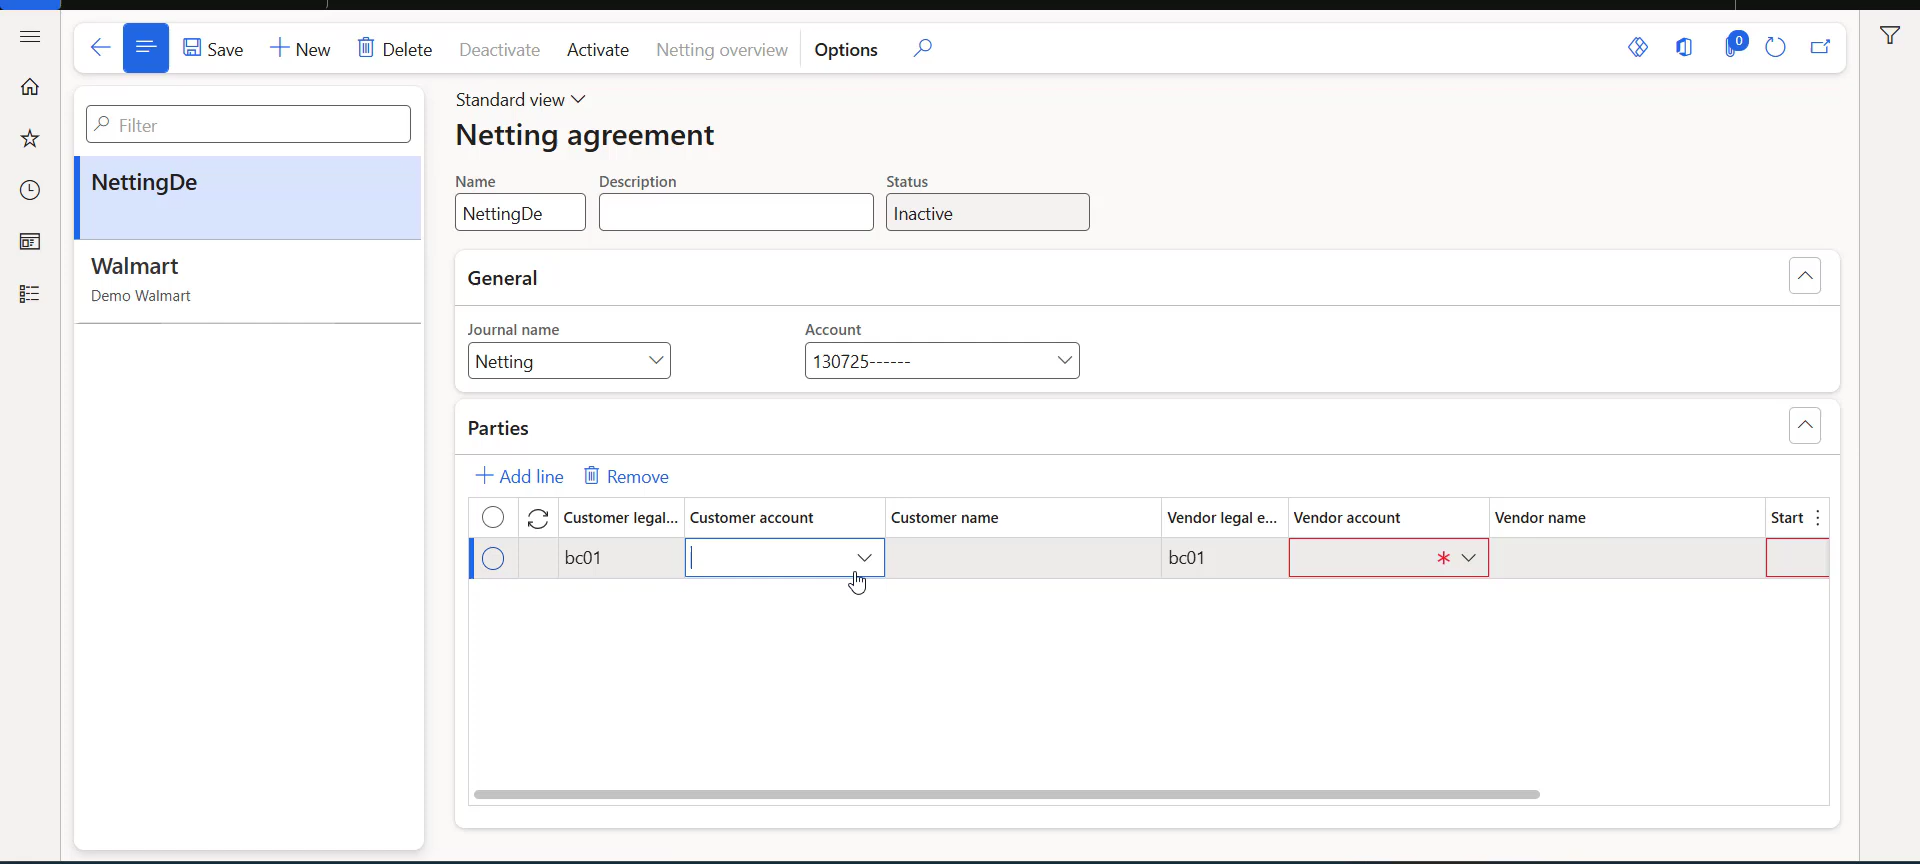 Save
New
Delete
Deactivate
Activate
Netting overview
Options
0
Filter
NettingDe
Walmart
Demo Walmart
Standard view
Netting agreement
Name
Description
Status
NettingDe
Inactive
General
Journal name
Account
Netting
130725------
Parties
Add line
Remove
Customer legal...
Customer account
Customer name
Vendor legal e...
Vendor account
Vendor name
Start
bc01
bc01
*